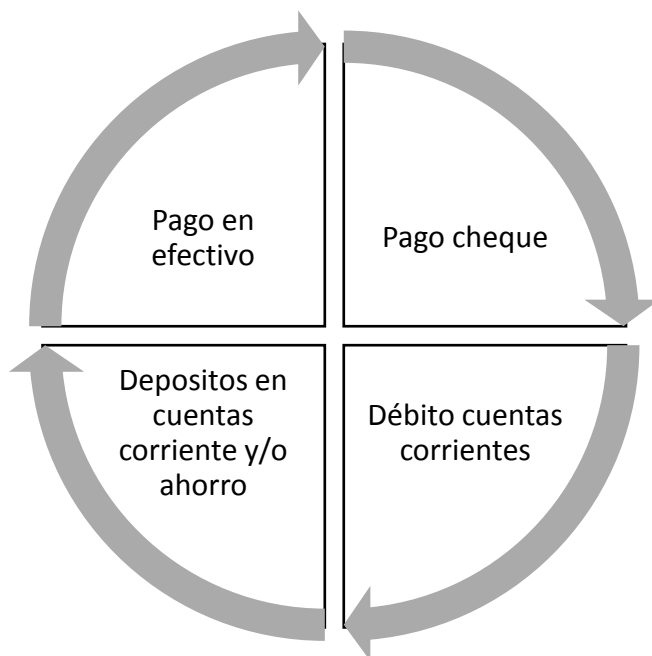 Pago en
efectivo
Pago cheque
Depositos en
cuentas
corriente y/o
ahorro
Débito cuentas
corrientes